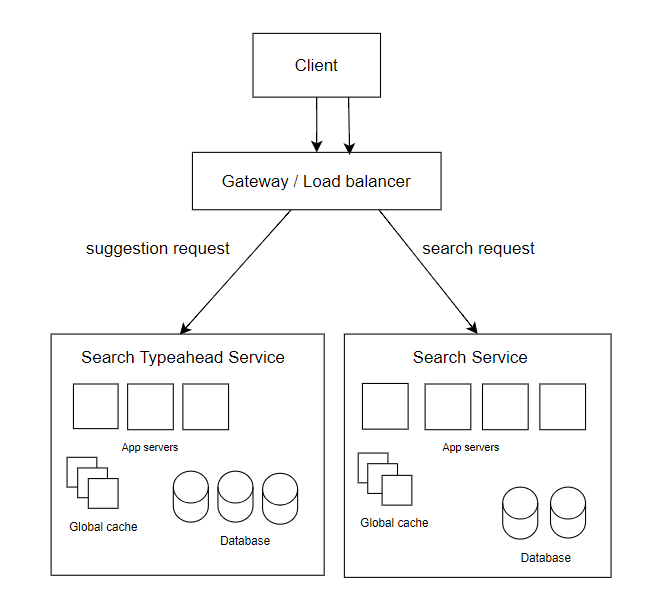 Client
Gateway / Load balancer
suggestion request
search request
Search Typeahead Service
App servers
Global cache
Database
Search Service
App servers
Global cache
Database